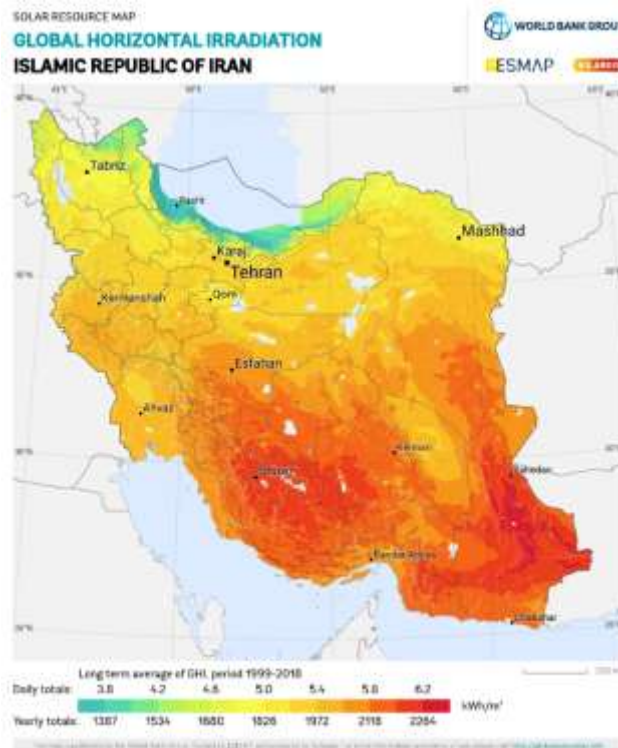 SOLAR RESOURCE MAP
GLOBAL HORIZONTAL IRRADIATION
ISLAMIC REPUBLIC OF IRAN
WORLD BANK GROUP
ESMAP
Tabriz
Rasht
Mashhad
Karaj
Tehran
Qom
Kermanshah
Esfahan
Ahvaz
Kerman
Shiraz
Zahedan
Bandar Abbas
Chabahar
Long term average of GHI, period 1999-2018
Daily totals: 3.8 4.2 4.6 5.0 5.4 5.8 6.2
kWh/m²
Yearly totals: 1387 1534 1680 1826 1972 2118 2264